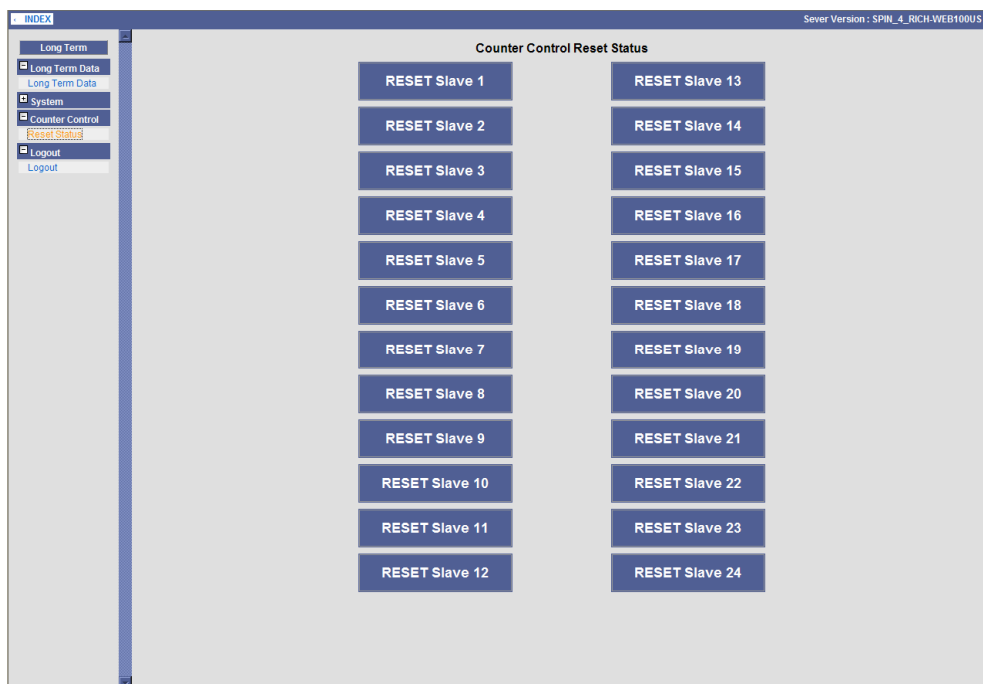 INDEX
Sever Version : SPIN_4_RICH-WEB100US
Long Term
Long Term Data
Long Term Data
System
Counter Control
Reset Status
Logout
Logout
Counter Control Reset Status
RESET Slave 1
RESET Slave 2
RESET Slave 3
RESET Slave 4
RESET Slave 5
RESET Slave 6
RESET Slave 7
RESET Slave 8
RESET Slave 9
RESET Slave 10
RESET Slave 11
RESET Slave 12
RESET Slave 13
RESET Slave 14
RESET Slave 15
RESET Slave 16
RESET Slave 17
RESET Slave 18
RESET Slave 19
RESET Slave 20
RESET Slave 21
RESET Slave 22
RESET Slave 23
RESET Slave 24